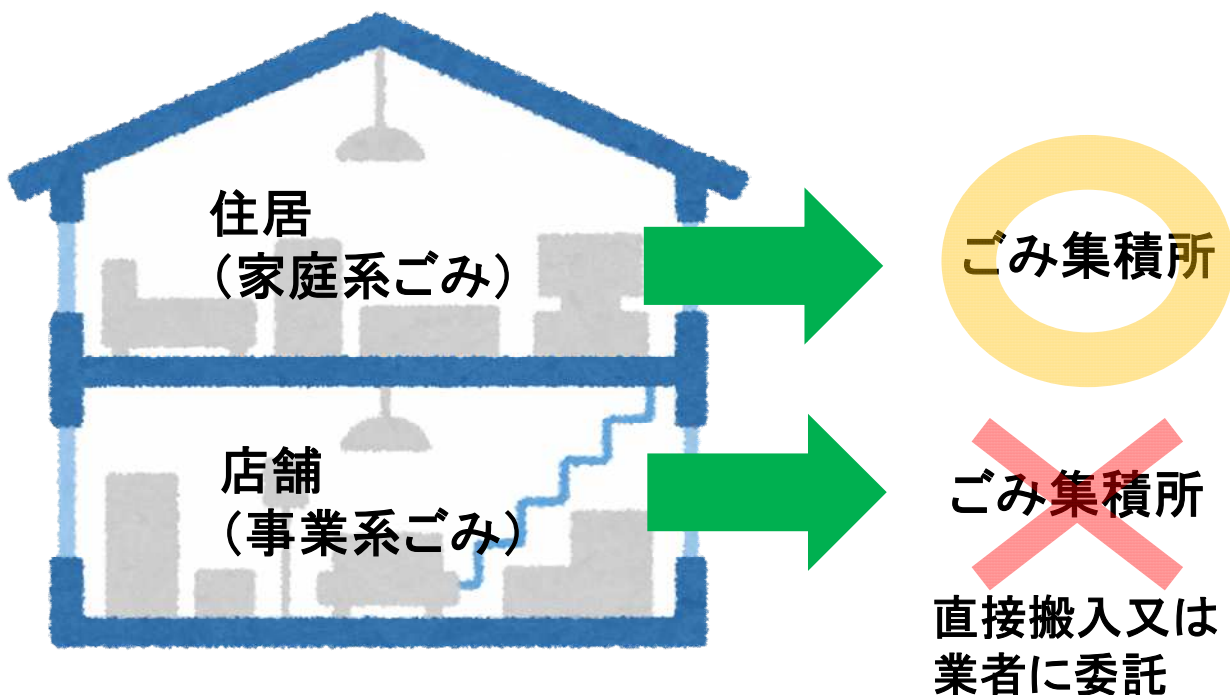 住居
（家庭系ごみ）
ごみ集積所
店舗
（事業系ごみ）
ごみ集積所
直接搬入又は
業者に委託